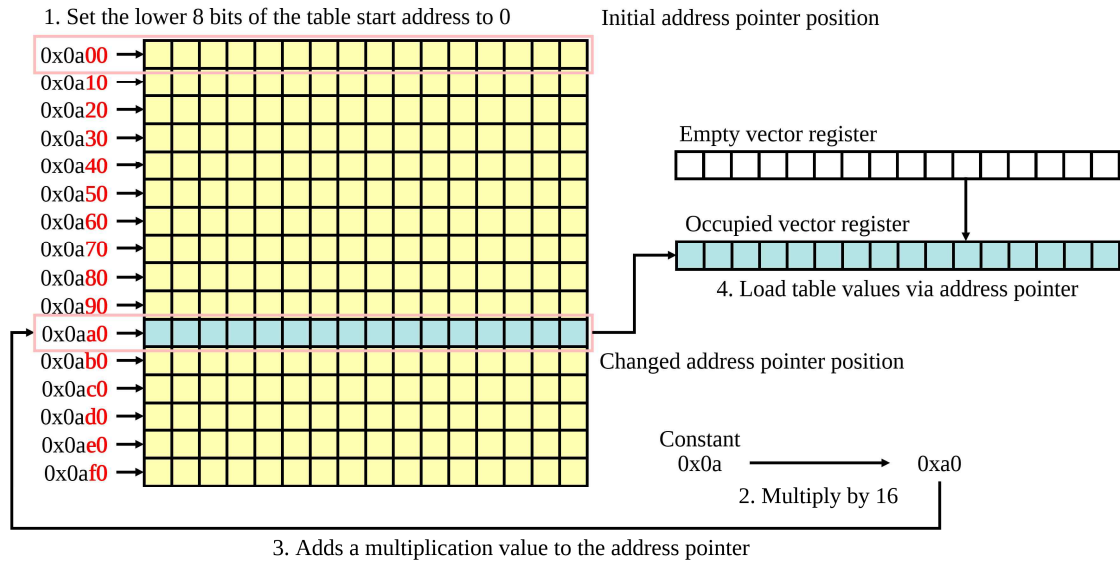 1. Set the lower 8 bits of the table start address to 0
Initial address pointer position
0x0a00
0x0a10
0x0a20
0x0a30
0x0a40
0x0a50
0x0a60
0x0a70
0x0a80
0x0a90
0x0aa0
0x0ab0
0x0ac0
0x0ad0
0x0ae0
0x0af0
Empty vector register
Occupied vector register
4. Load table values via address pointer
Changed address pointer position
Constant
0x0a
0xa0
2. Multiply by 16
3. Adds a multiplication value to the address pointer